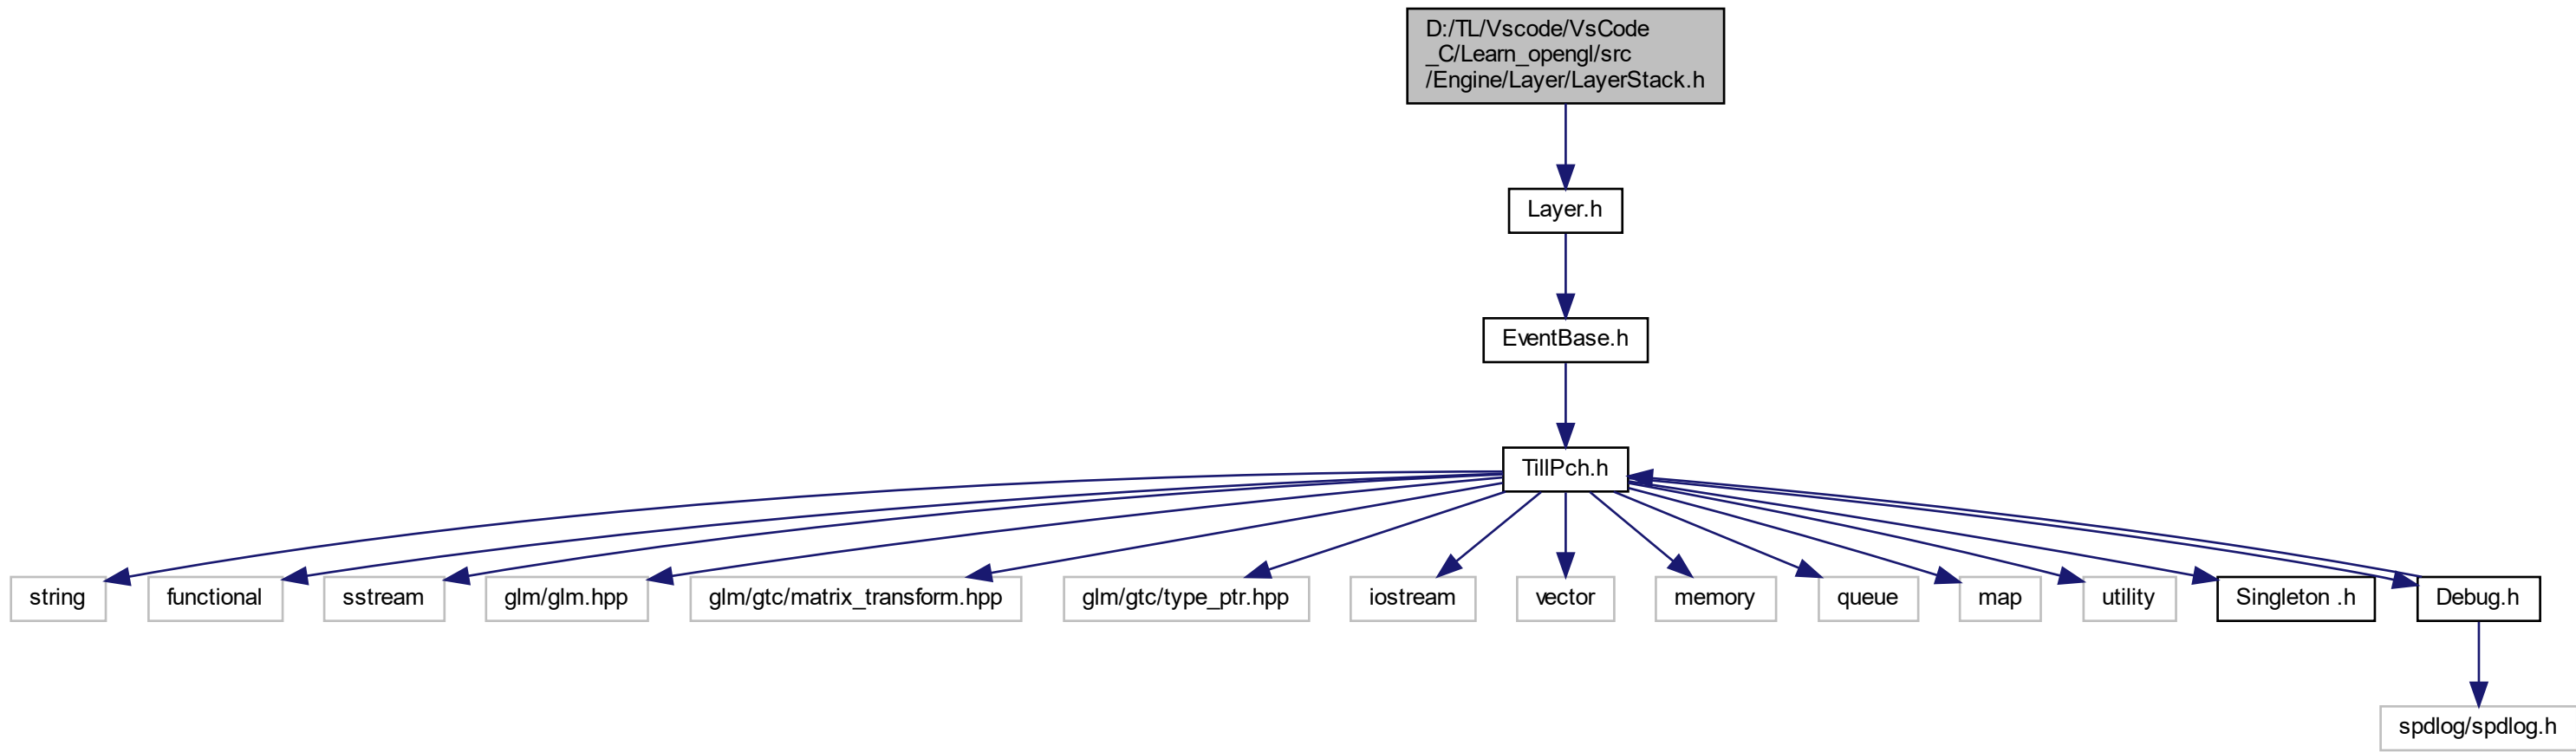 D:/TL/Vscode/VsCode
_C/Learn_opengl/src
/Engine/Layer/LayerStack.h
Layer.h
EventBase.h
TillPch.h
string
functional
sstream
glm/glm.hpp
glm/gtc/matrix_transform.hpp
glm/gtc/type_ptr.hpp
iostream
vector
memory
queue
map
utility
Singleton .h
Debug.h
spdlog/spdlog.h